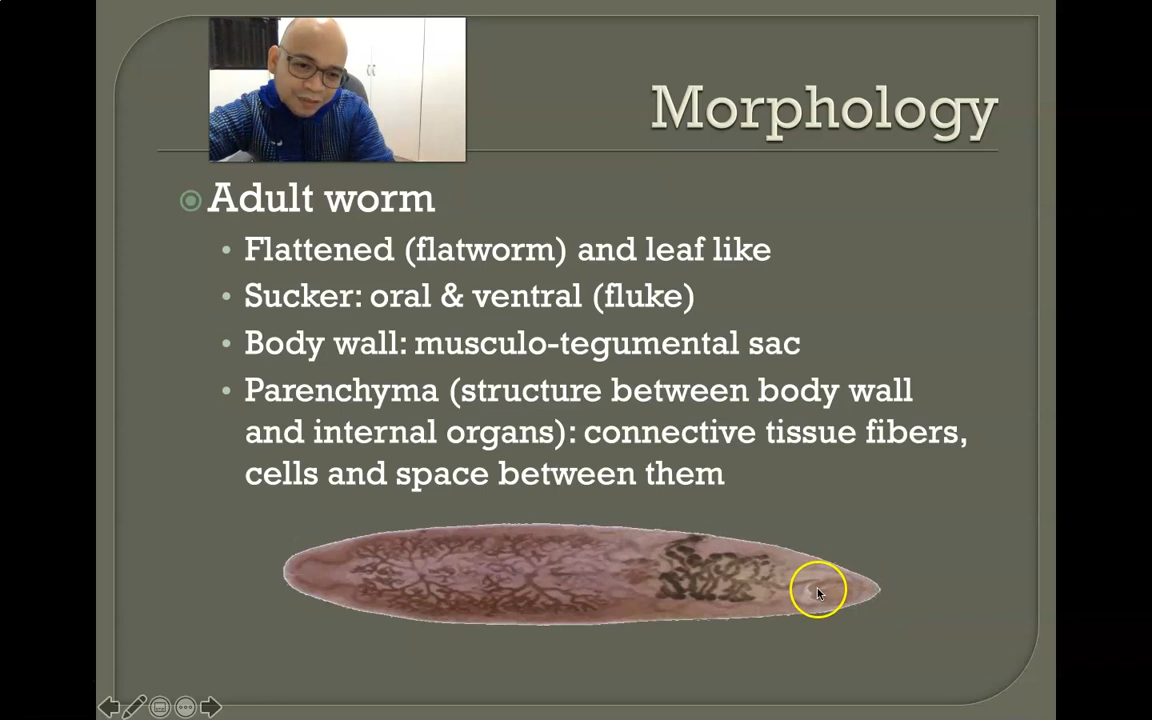 Morphology
Adult worm
Flattened (flatworm) and leaf like
Sucker: oral & ventral (fluke)
Body wall: musculo-tegumental sac
Parenchyma (structure between body wall
and internal organs): connective tissue fibers,
cells and space between them